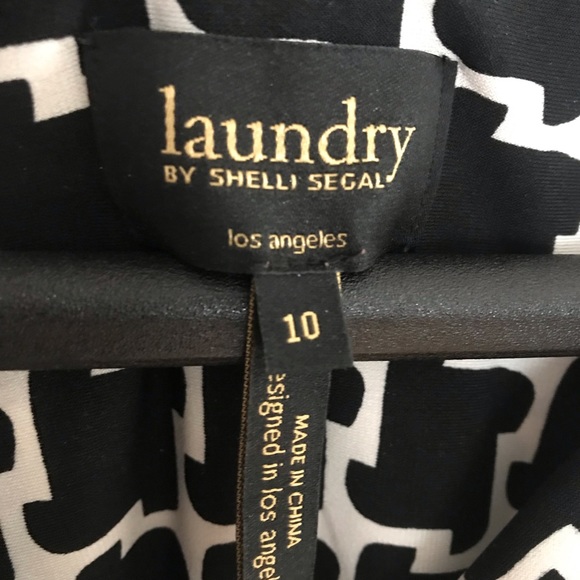 laundry
BY SHELLI SEGAL
los angeles
10
MADE IN CHINA
signed in los angel